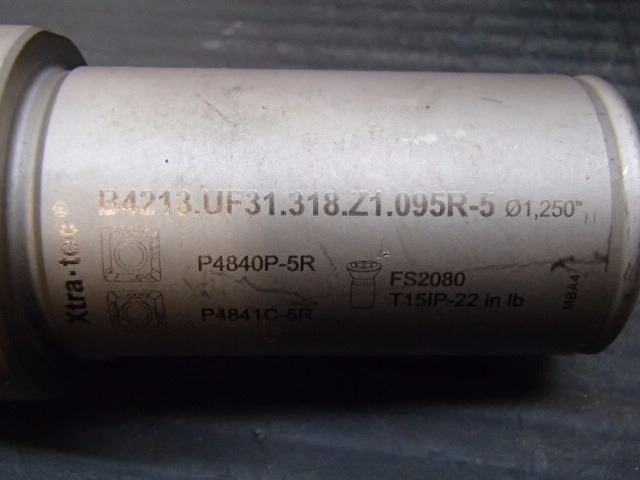 B4213.UF31.318.Z1.095R-5 Ø1,250"
Xtra·tec®
P4840P-5R
P4841C-5R
FS2080
T15IP-22 in lb
MBA4